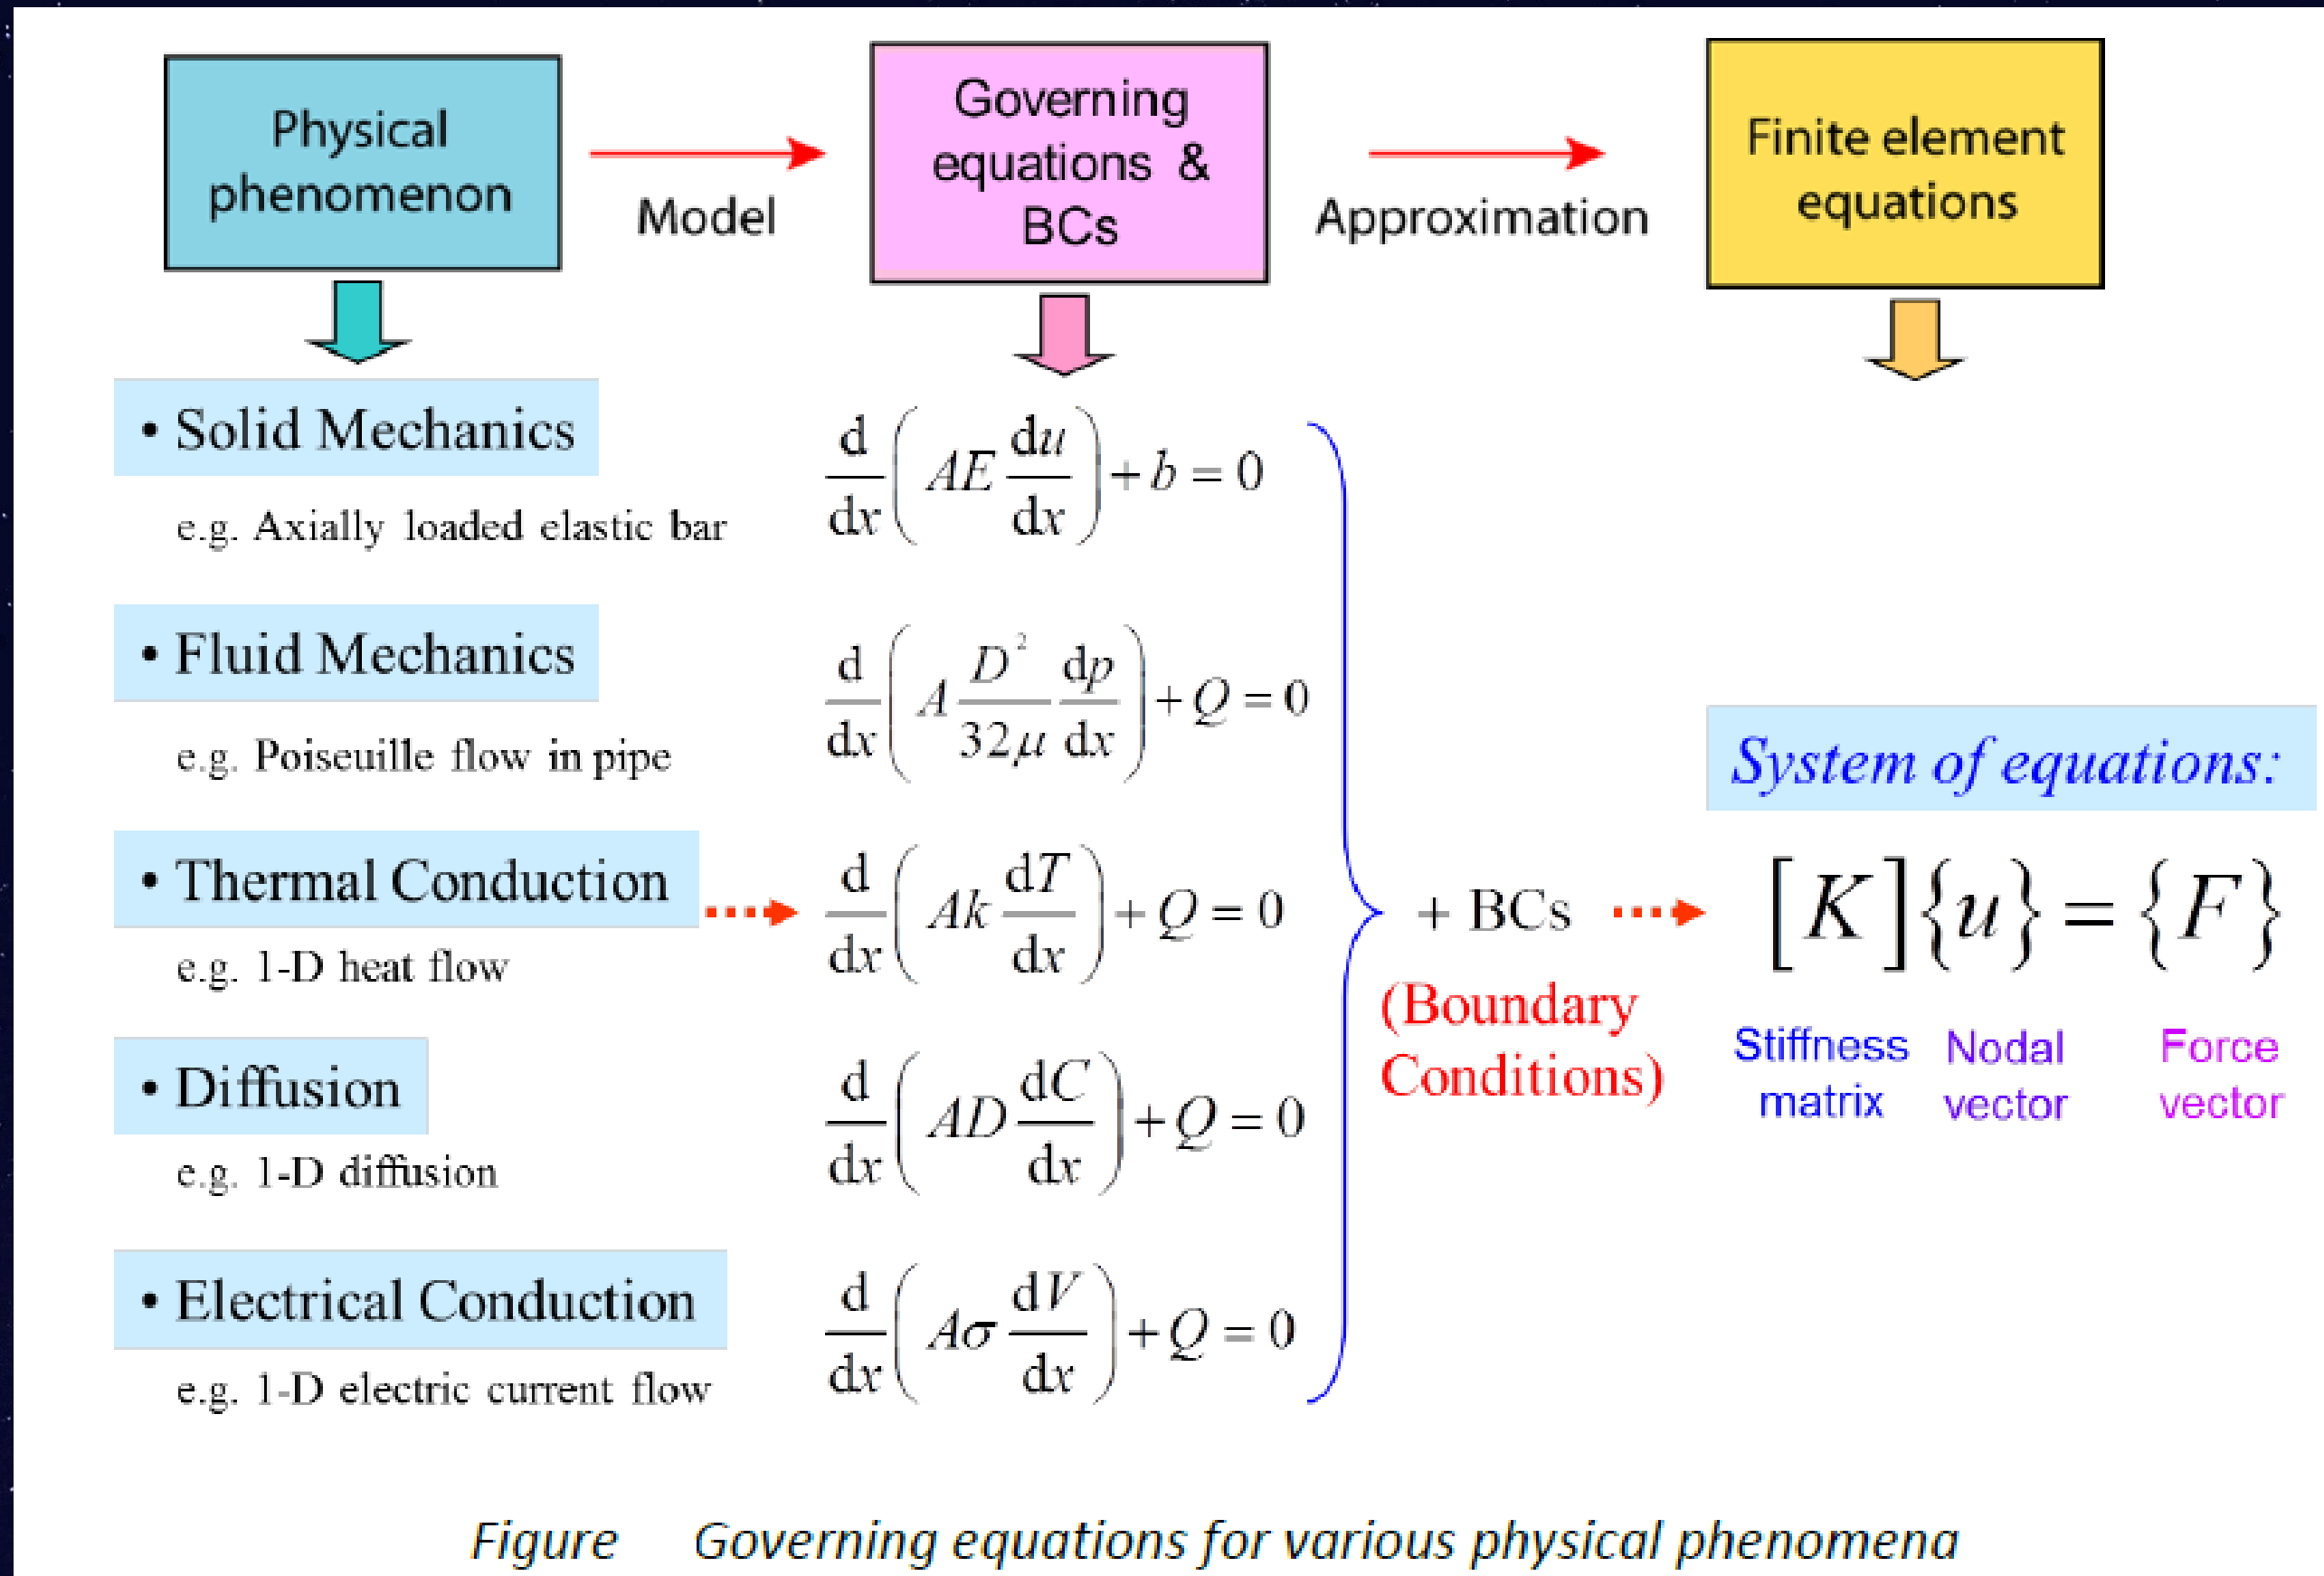 Physical
phenomenon
Model
Governing
equations &
BCs
Approximation
Finite element
equations
• Solid Mechanics
e.g. Axially loaded elastic bar
d/dx ( AE du/dx ) + b = 0
• Fluid Mechanics
e.g. Poiseuille flow in pipe
d/dx ( A D²/32μ dp/dx ) + Q = 0
• Thermal Conduction
e.g. 1-D heat flow
d/dx ( Ak dT/dx ) + Q = 0
• Diffusion
e.g. 1-D diffusion
d/dx ( AD dC/dx ) + Q = 0
• Electrical Conduction
e.g. 1-D electric current flow
d/dx ( Aσ dV/dx ) + Q = 0
+ BCs
(Boundary
Conditions)
System of equations:
[K]{u} = {F}
Stiffness
matrix
Nodal
vector
Force
vector
Figure Governing equations for various physical phenomena